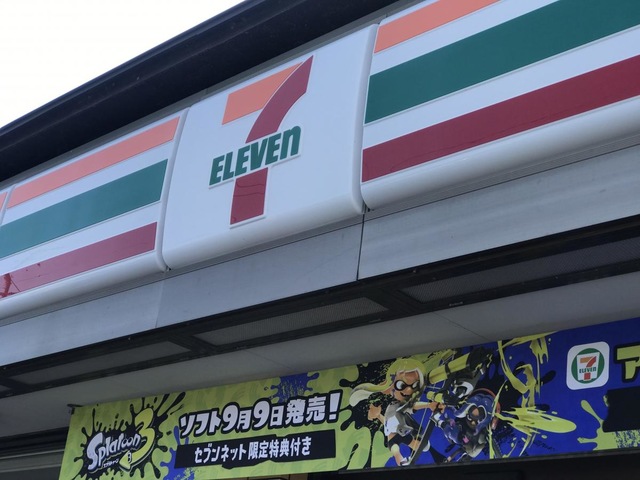 7
ELEVEn
Splatoon 3
ソフト9月9日発売！
セブンネット限定特典付き
7
ELEVEn